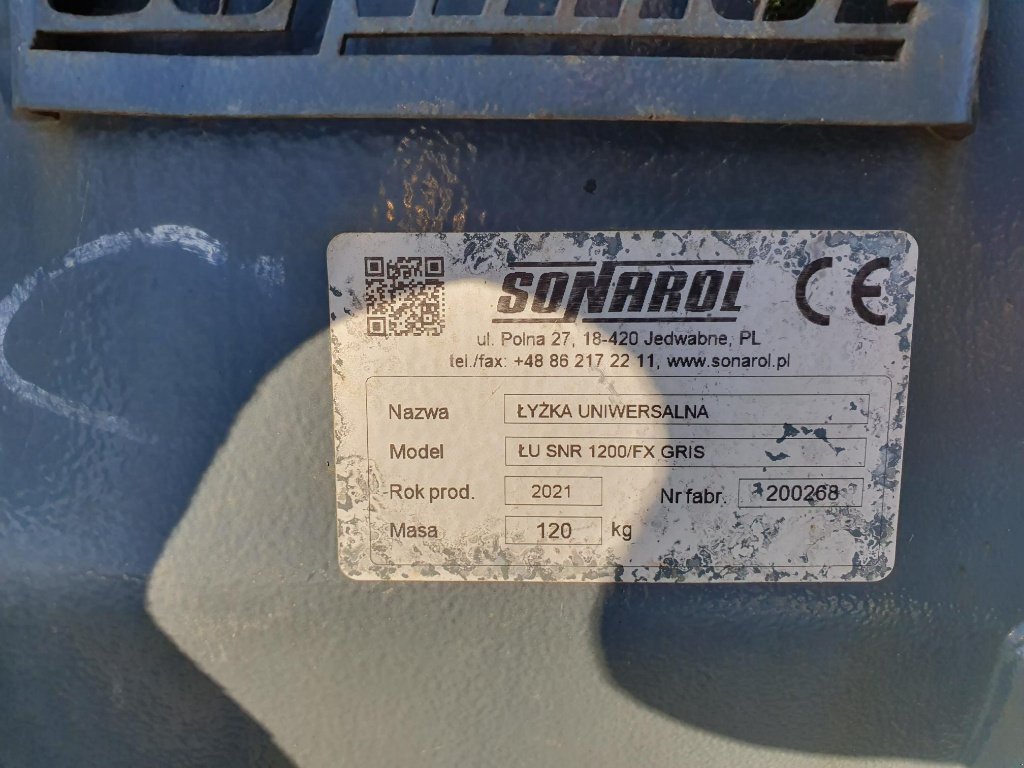 SONAROL
CE
ul. Polna 27, 18-420 Jedwabne, PL
tel./fax: +48 86 217 22 11, www.sonarol.pl
Nazwa ŁYŻKA UNIWERSALNA
Model ŁU SNR 1200/FX GRIS
Rok prod. 2021 Nr fabr. 200268
Masa 120 kg